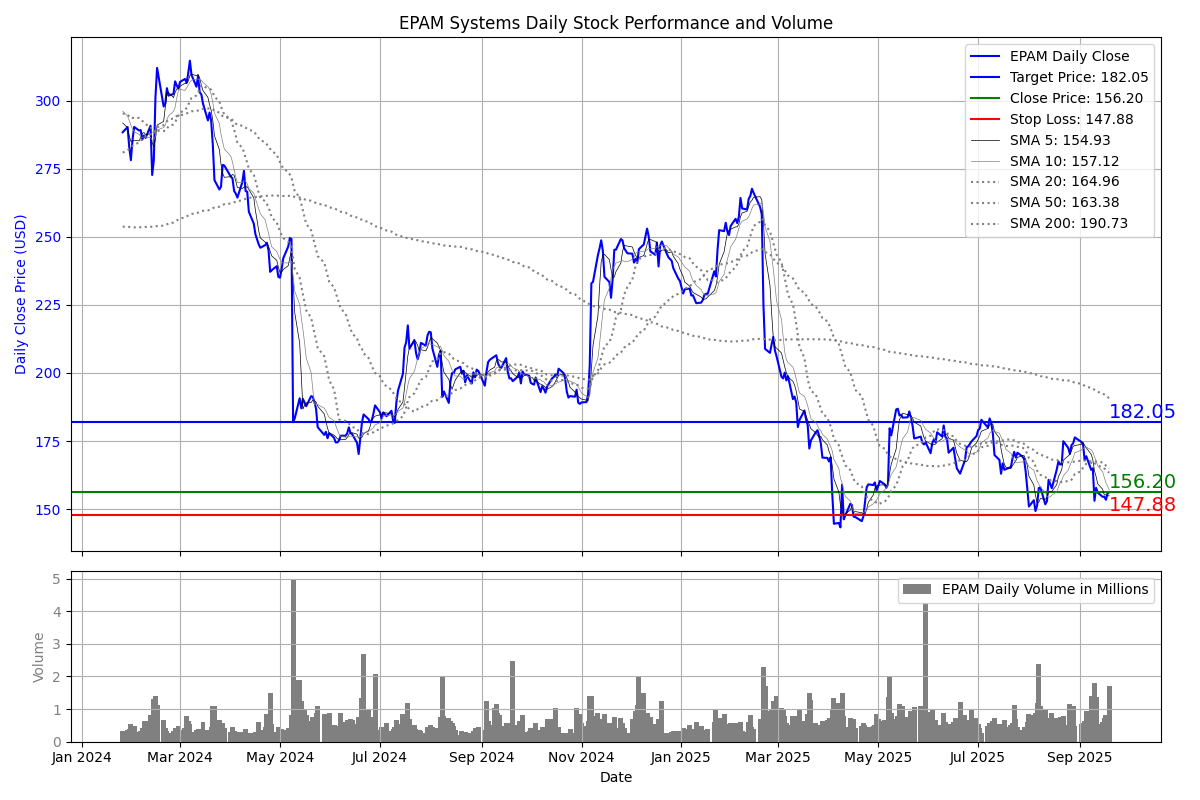 EPAM Systems Daily Stock Performance and Volume
EPAM Daily Close
Target Price: 182.05
Close Price: 156.20
Stop Loss: 147.88
SMA 5: 154.93
SMA 10: 157.12
SMA 20: 164.96
SMA 50: 163.38
SMA 200: 190.73
Daily Close Price (USD)
300
275
250
225
200
175
150
182.05
156.20
147.88
EPAM Daily Volume in Millions
Volume
5
4
3
2
1
0
Jan 2024 Mar 2024 May 2024 Jul 2024 Sep 2024 Nov 2024 Jan 2025 Mar 2025 May 2025 Jul 2025 Sep 2025
Date